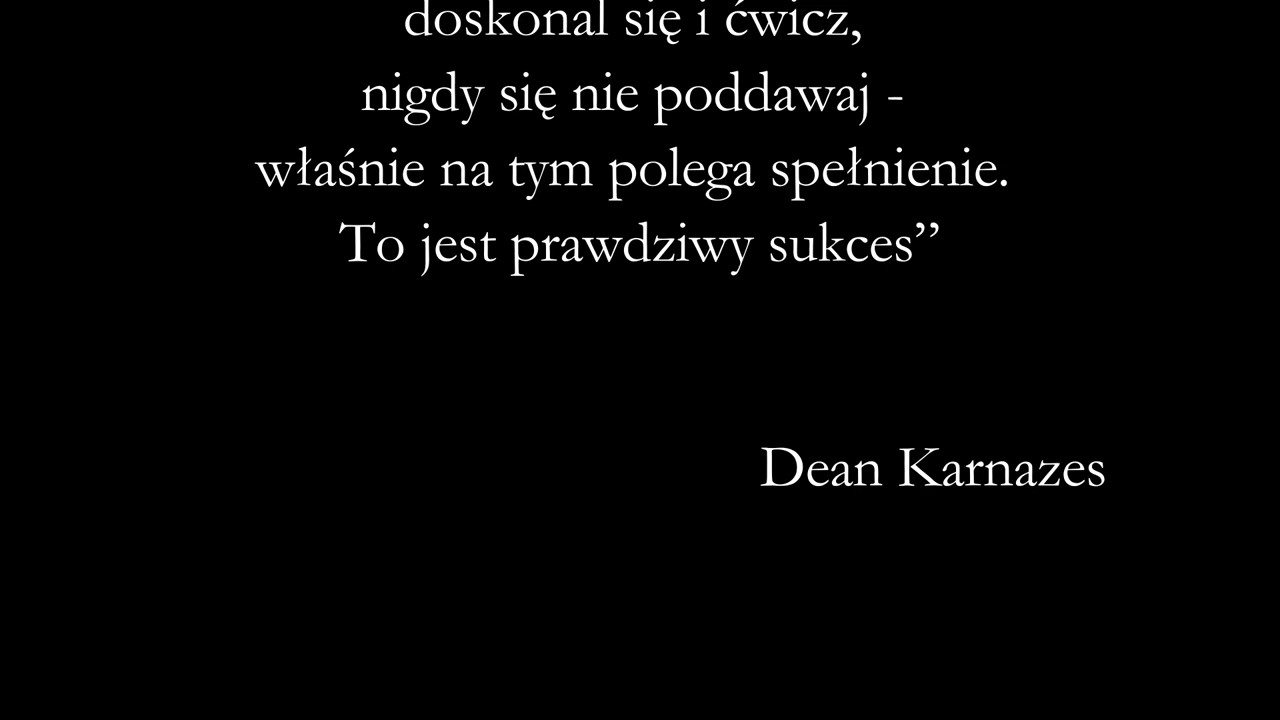 doskonal się i ćwicz,
nigdy się nie poddawaj -
właśnie na tym polega spełnienie.
To jest prawdziwy sukces”
Dean Karnazes